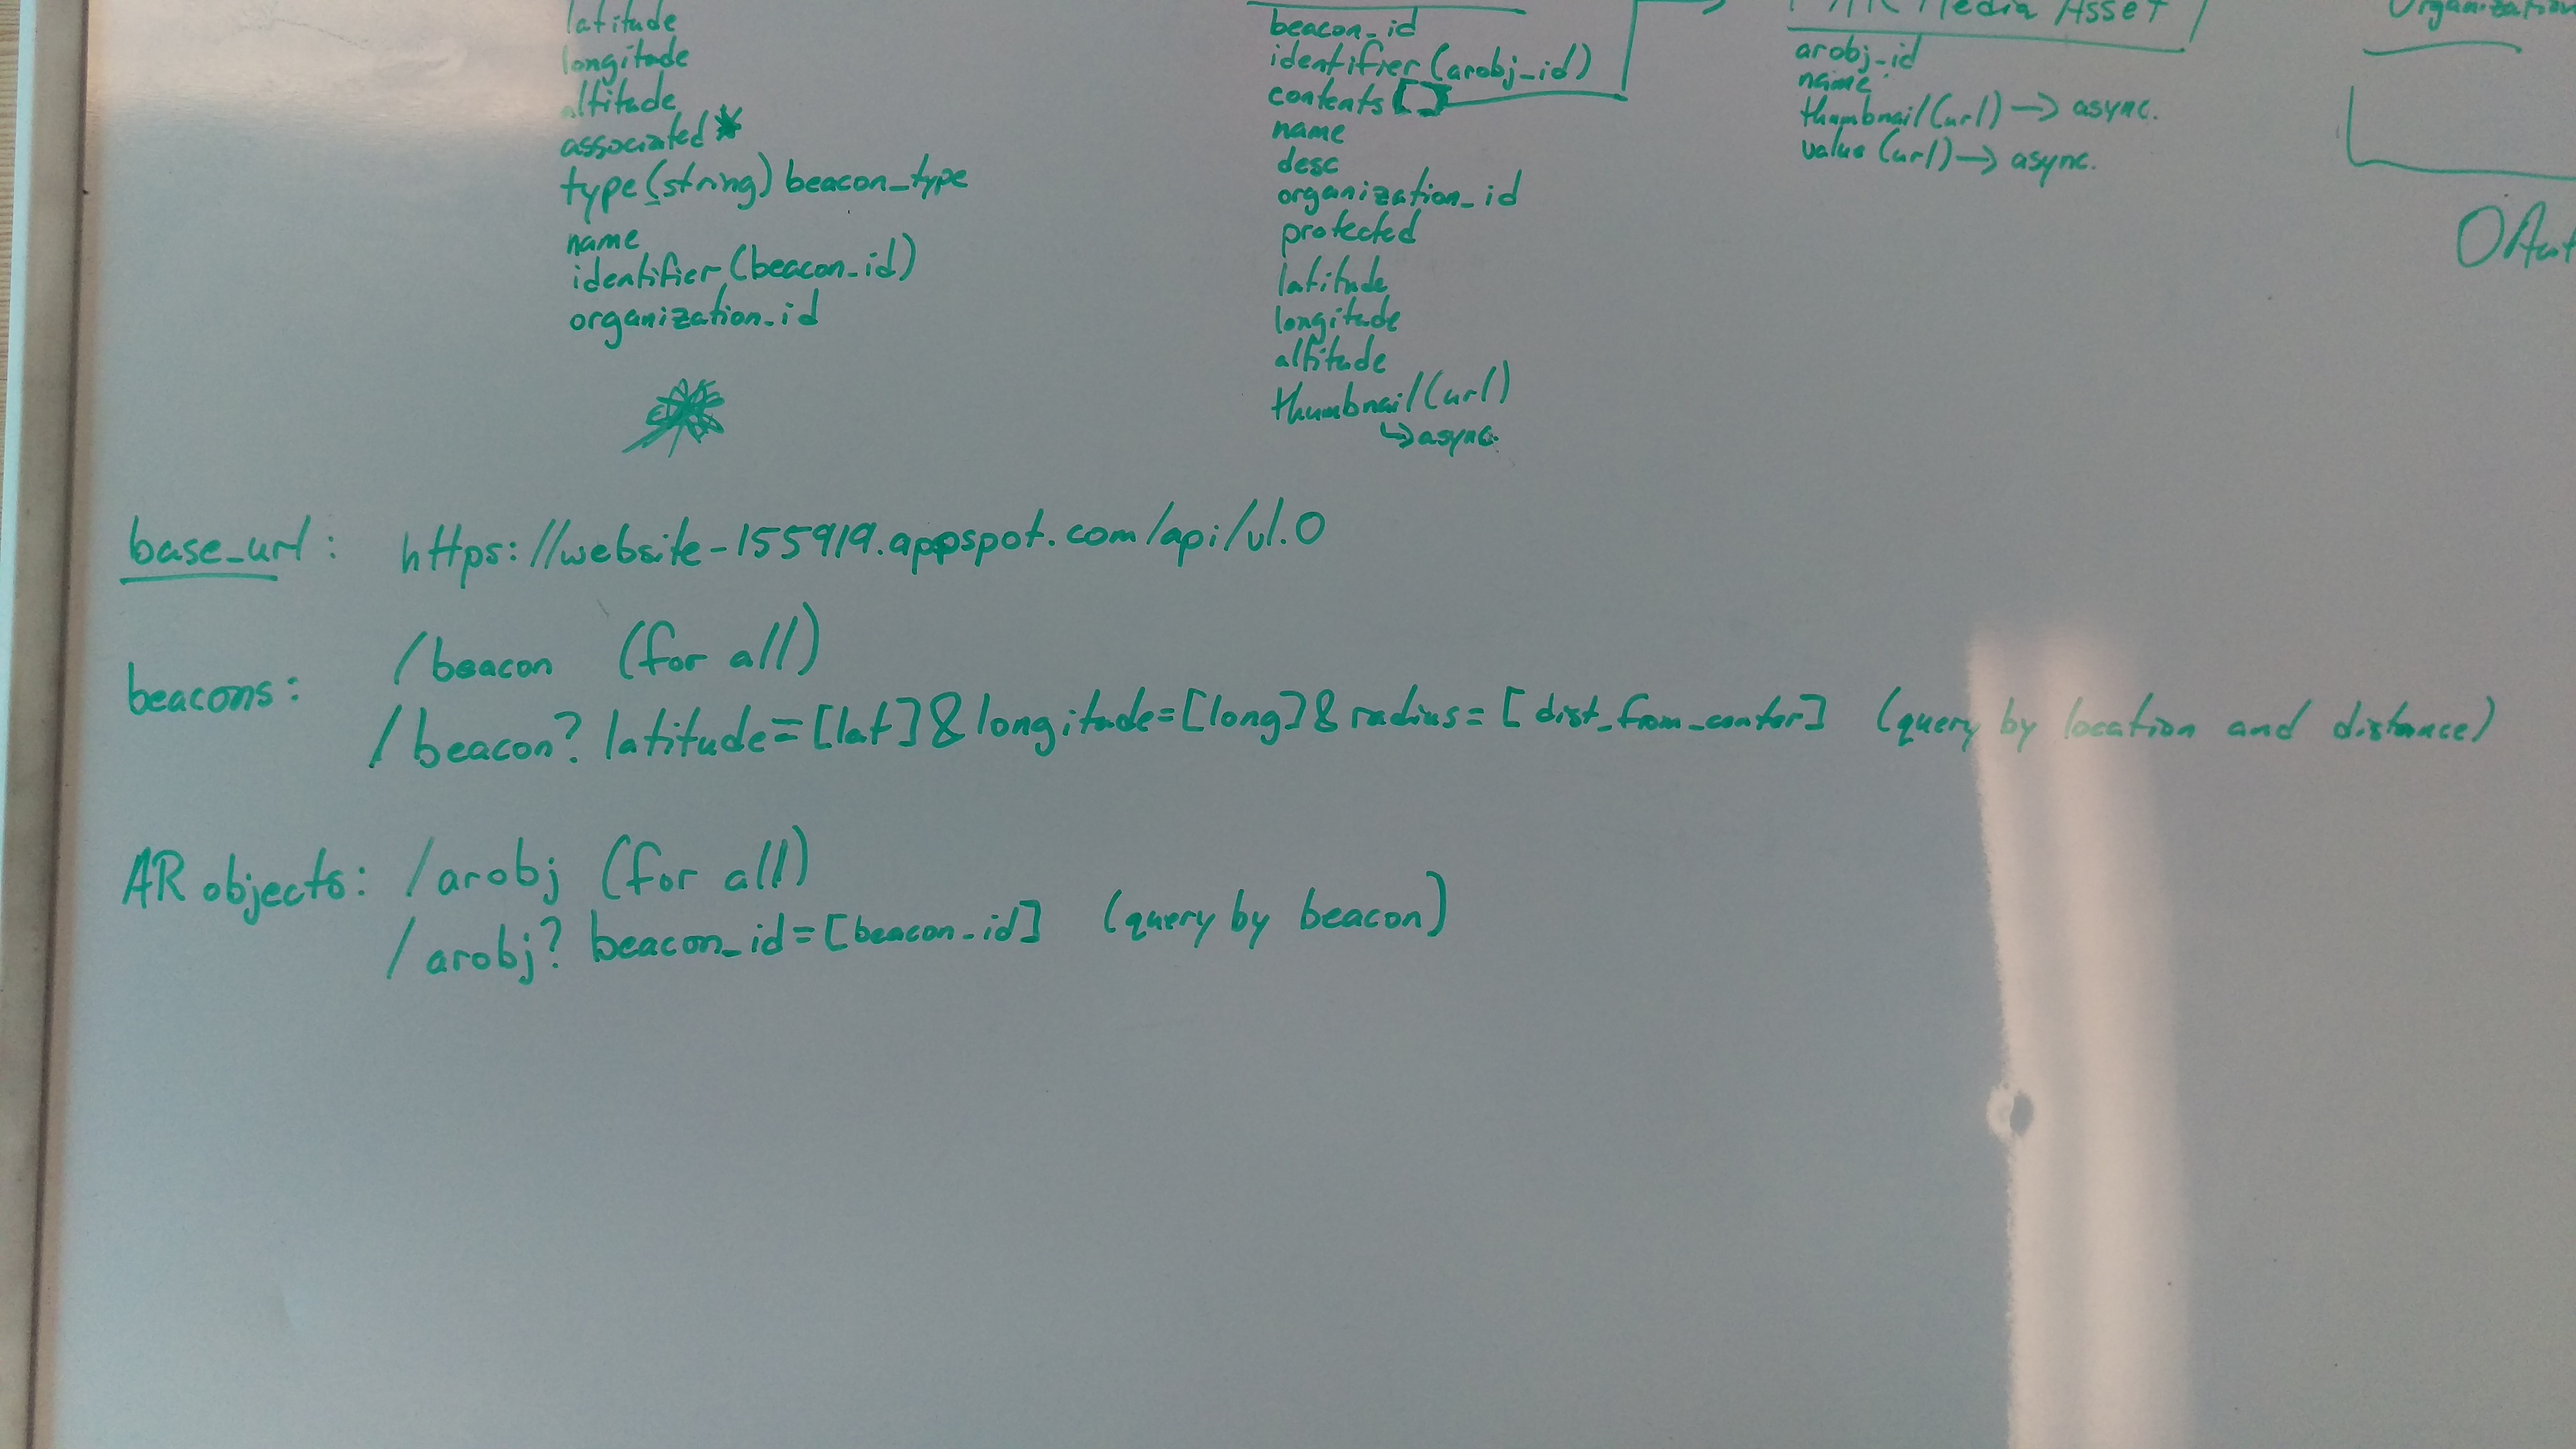 latitude
longitude
altitude
associated*
type(string) beacon_type
name
identifier(beacon_id)
organization_id
beacon_id
identifier(arobj_id)
contents []
name
desc
organization_id
protected
latitude
longitude
altitude
thumbnail(url)
↳async.
Media Asset
arobj_id
name
thumbnail(url) → async.
value (url) → async.
Organization
base_url: https://website-155919.appspot.com/api/v1.0
beacons: /beacon (for all)
/beacon? latitude=[lat]&longitude=[long]&radius=[dist_from_center] (query by location and distance)
AR objects: /arobj (for all)
/arobj? beacon_id=[beacon_id] (query by beacon)